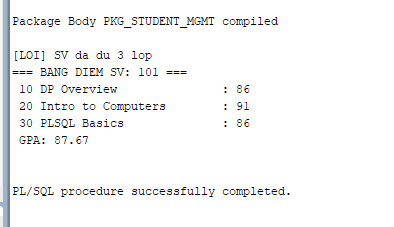 Package Body PKG_STUDENT_MGMT compiled
[LOI] SV da du 3 lop
=== BANG DIEM SV: 101 ===
10 DP Overview : 86
20 Intro to Computers : 91
30 PLSQL Basics : 86
GPA: 87.67
PL/SQL procedure successfully completed.